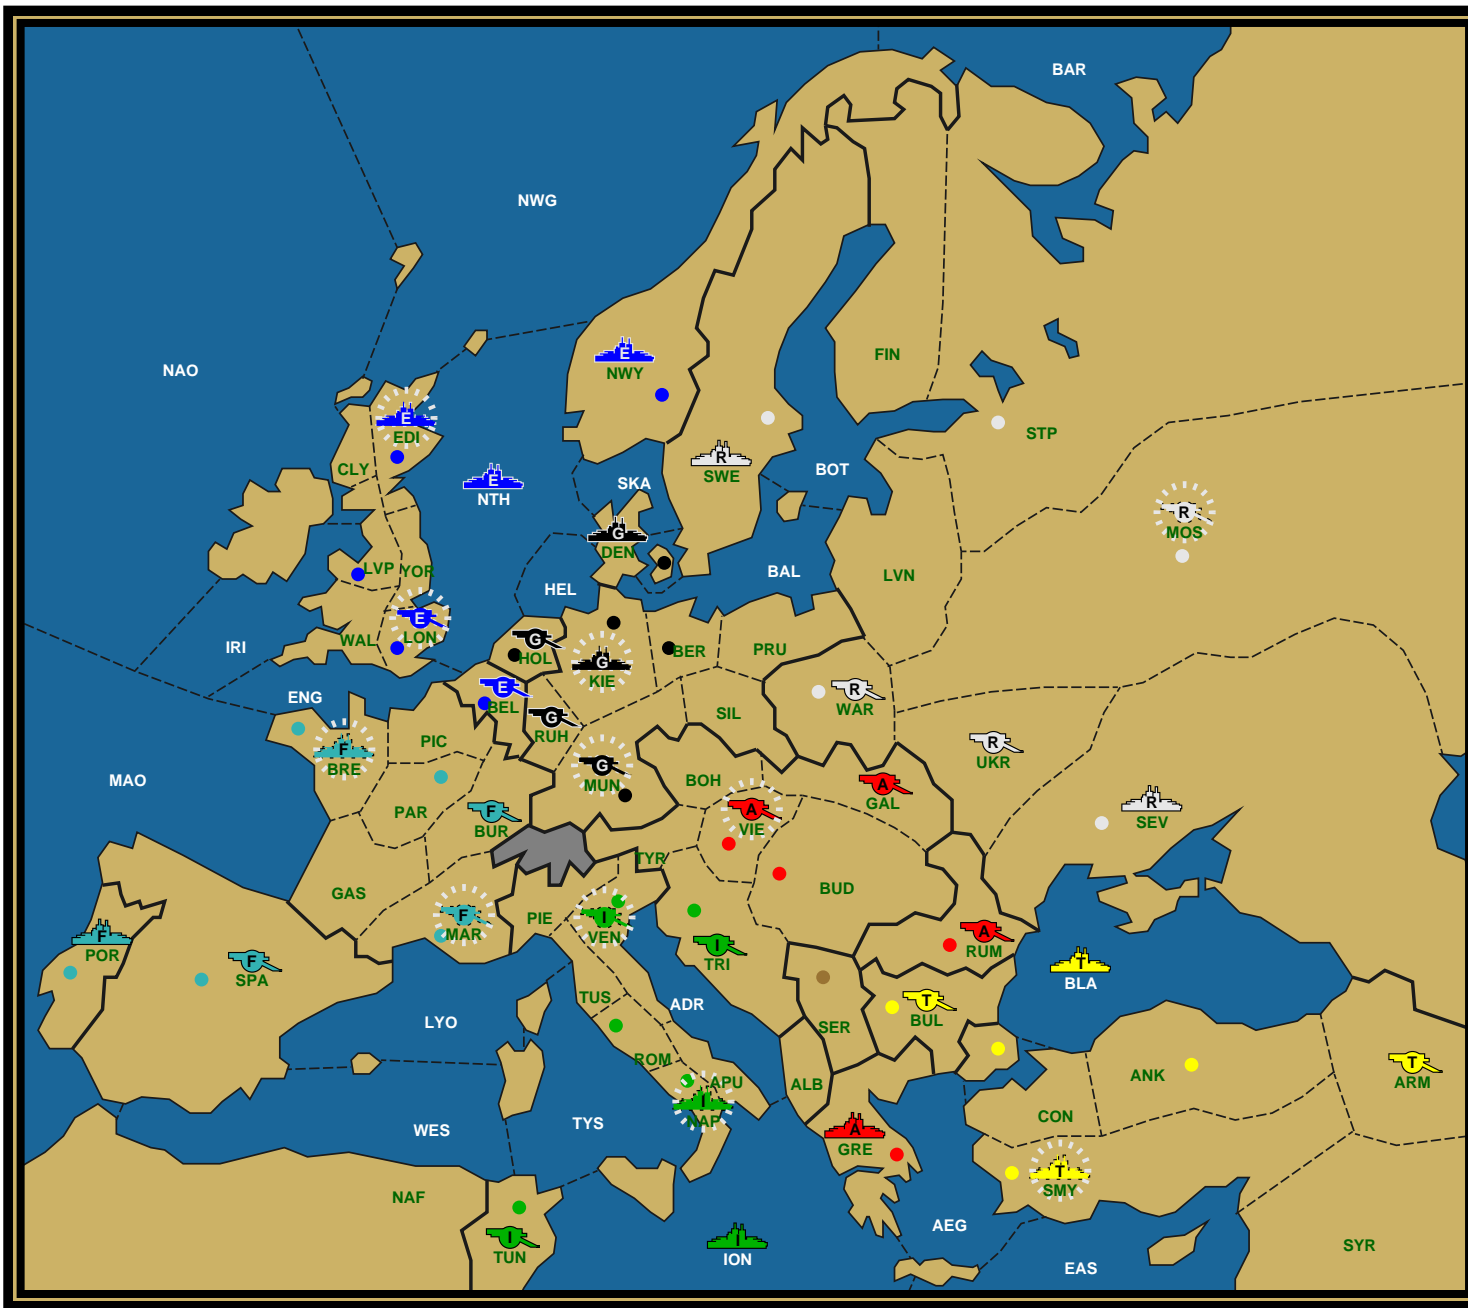 BAR
NWG
E
NWY
FIN
NAO
E
EDI
STP
CLY
E
NTH
SKA
R
SWE
BOT
R
MOS
G
DEN
LVP
YOR
HEL
BAL
LVN
E
LON
WAL
IRI
G
HOL
G
KIE
BER
PRU
ENG
E
BEL
R
WAR
G
RUH
SIL
F
BRE
PIC
R
UKR
MAO
G
MUN
BOH
A
GAL
PAR
F
BUR
A
VIE
R
SEV
TYR
BUD
GAS
F
MAR
PIE
I
VEN
F
POR
F
SPA
I
TRI
A
RUM
T
BLA
TUS
ADR
LYO
T
BUL
SER
ROM
APU
ALB
ANK
T
ARM
I
NAP
CON
WES
TYS
A
GRE
T
SMY
NAF
AEG
I
TUN
I
ION
EAS
SYR